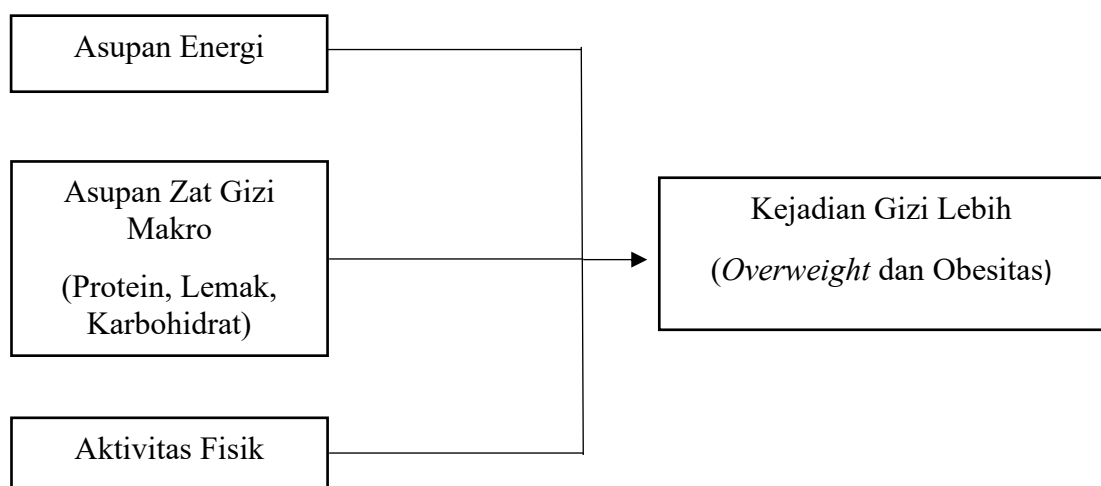 Asupan Energi
Asupan Zat Gizi
Makro
(Protein, Lemak,
Karbohidrat)
Aktivitas Fisik
Kejadian Gizi Lebih
(Overweight dan Obesitas)